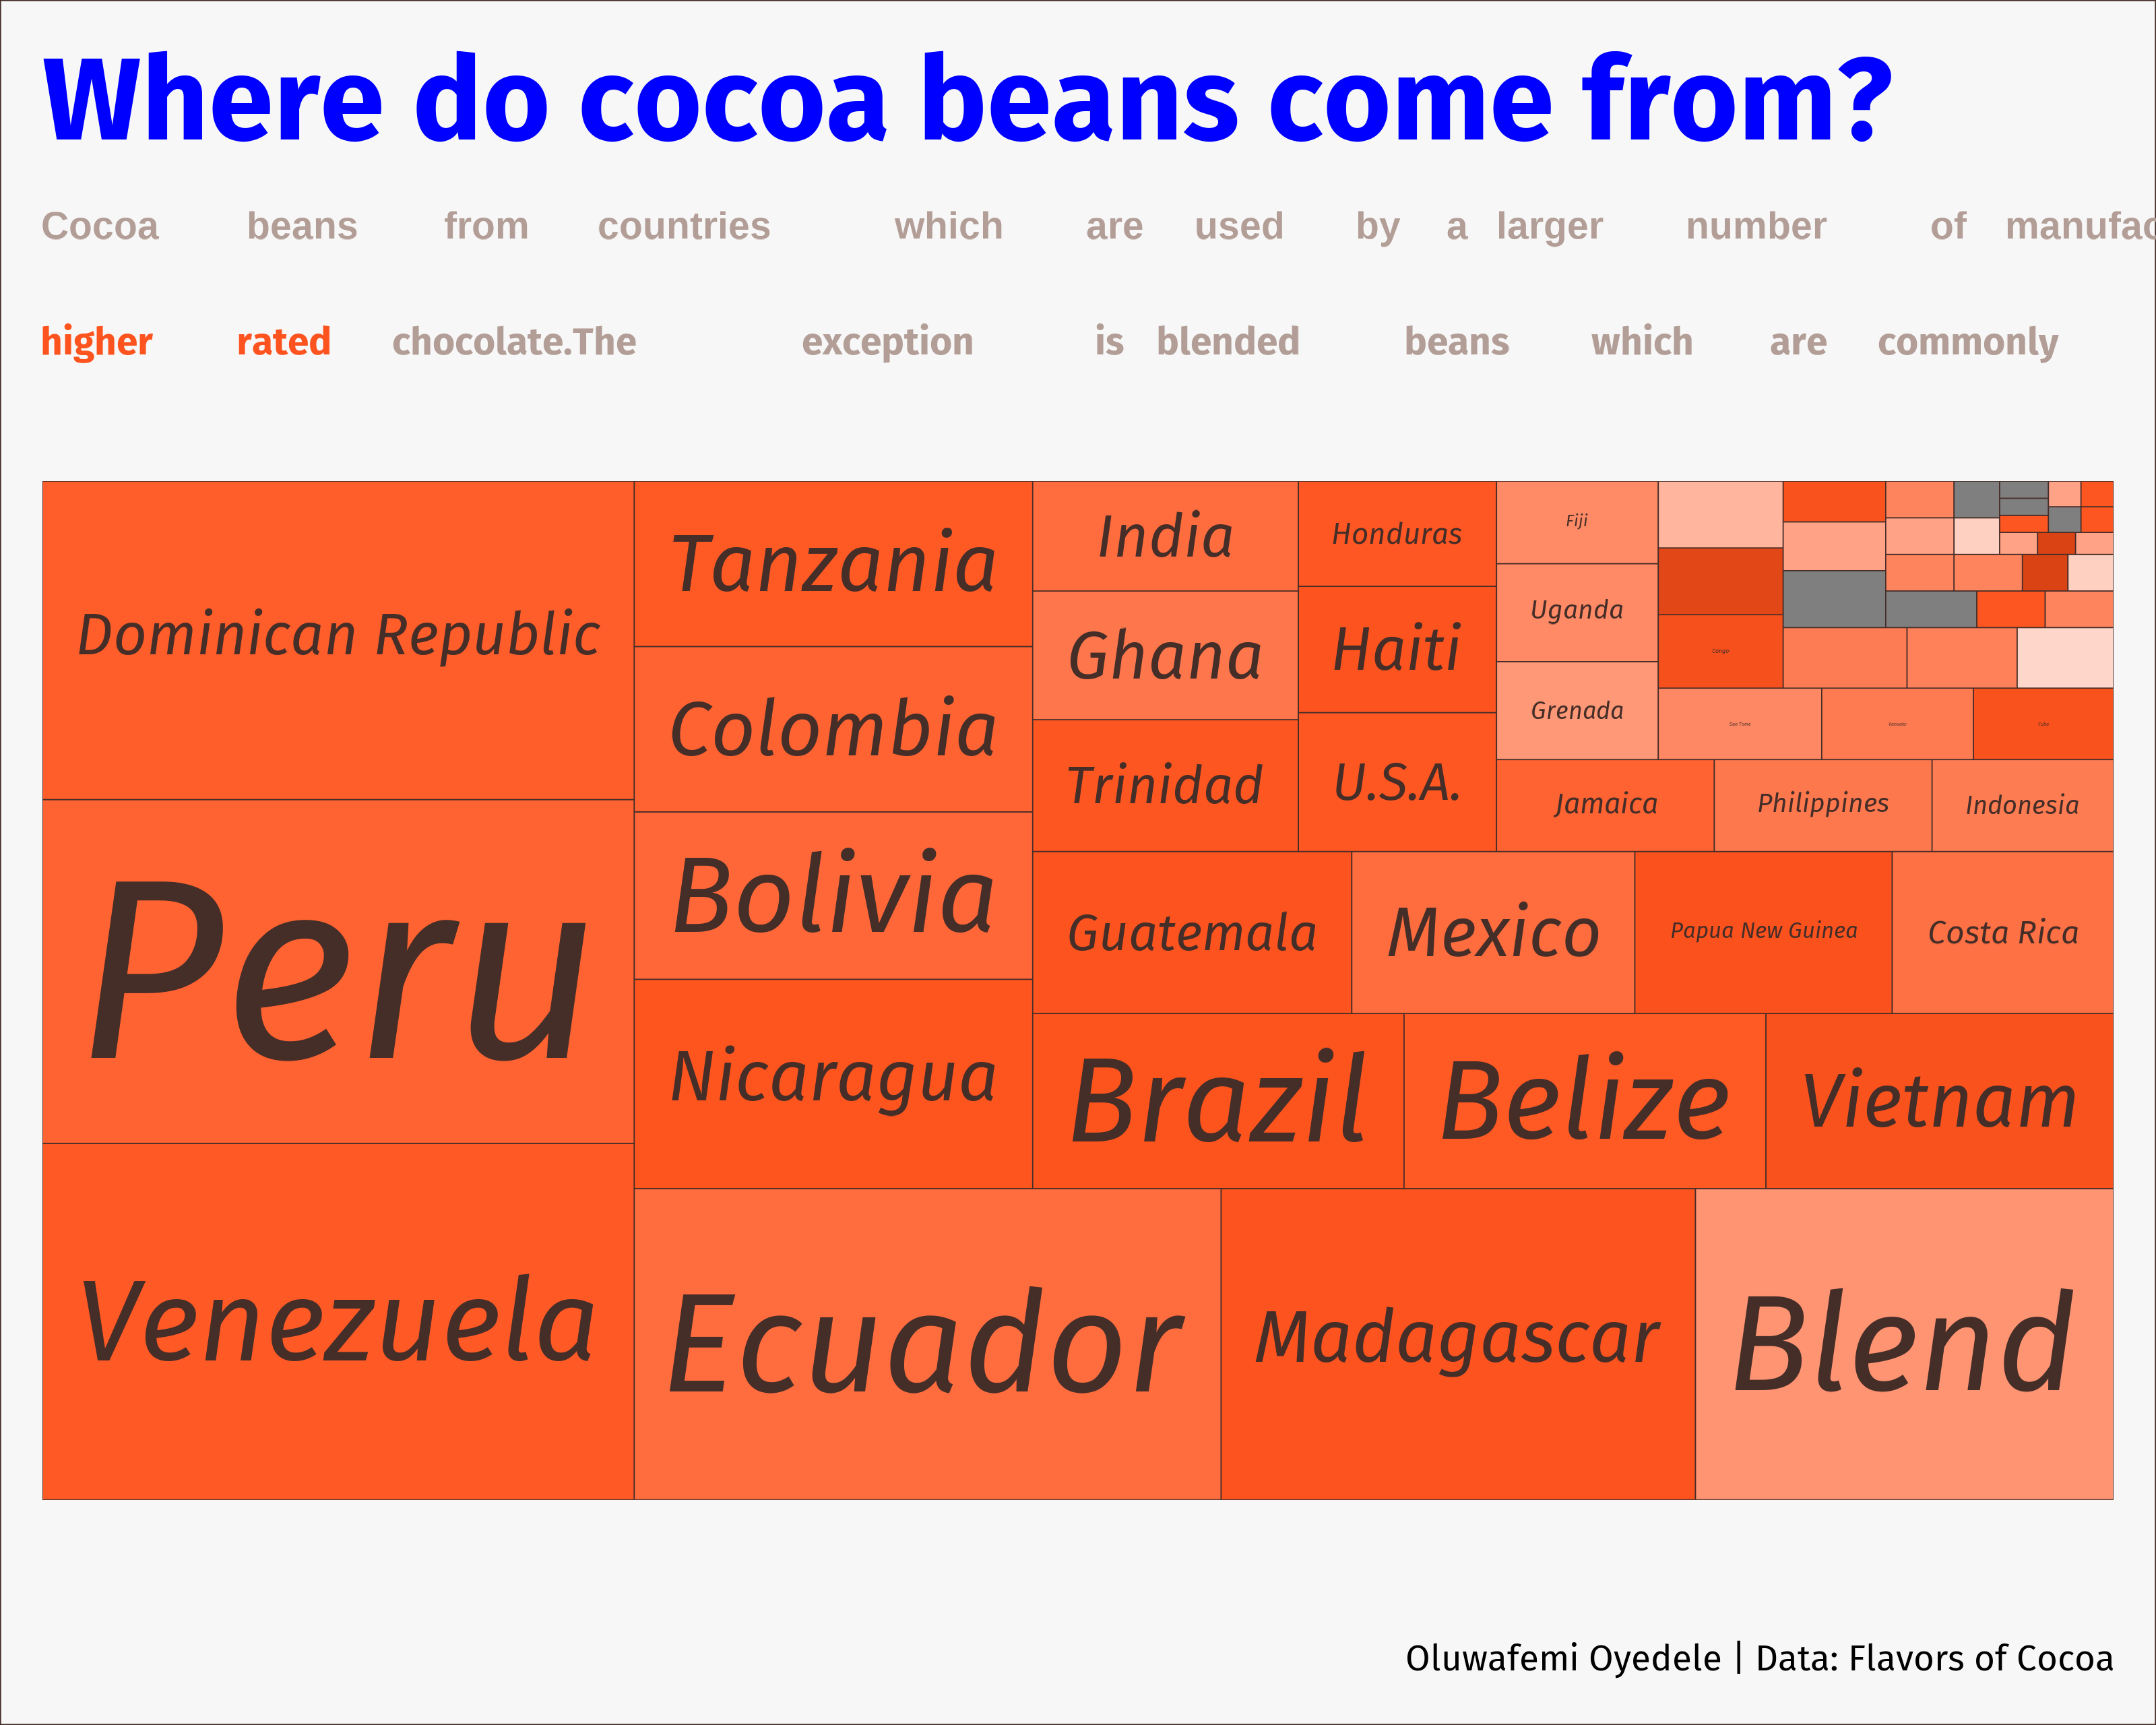 Where do cocoa beans come from?
Cocoa beans from countries which are used by a larger number of manufac
higher rated chocolate.The exception is blended beans which are commonly
Dominican Republic
Peru
Venezuela
Tanzania
Colombia
Bolivia
Nicaragua
Ecuador
Madagascar
Blend
India
Ghana
Trinidad
Honduras
Haiti
U.S.A.
Fiji
Uganda
Grenada
Congo
Sao Tome
Vanuatu
Cuba
Jamaica
Philippines
Indonesia
Guatemala
Mexico
Papua New Guinea
Costa Rica
Brazil
Belize
Vietnam
Oluwafemi Oyedele | Data: Flavors of Cocoa